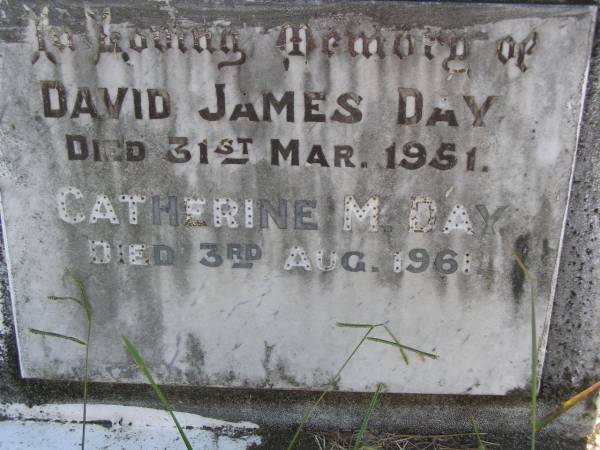 In Loving Memory of
DAVID JAMES DAY
DIED 31ST MAR. 1951.
CATHERINE M. DAY
DIED 3RD AUG. 1961